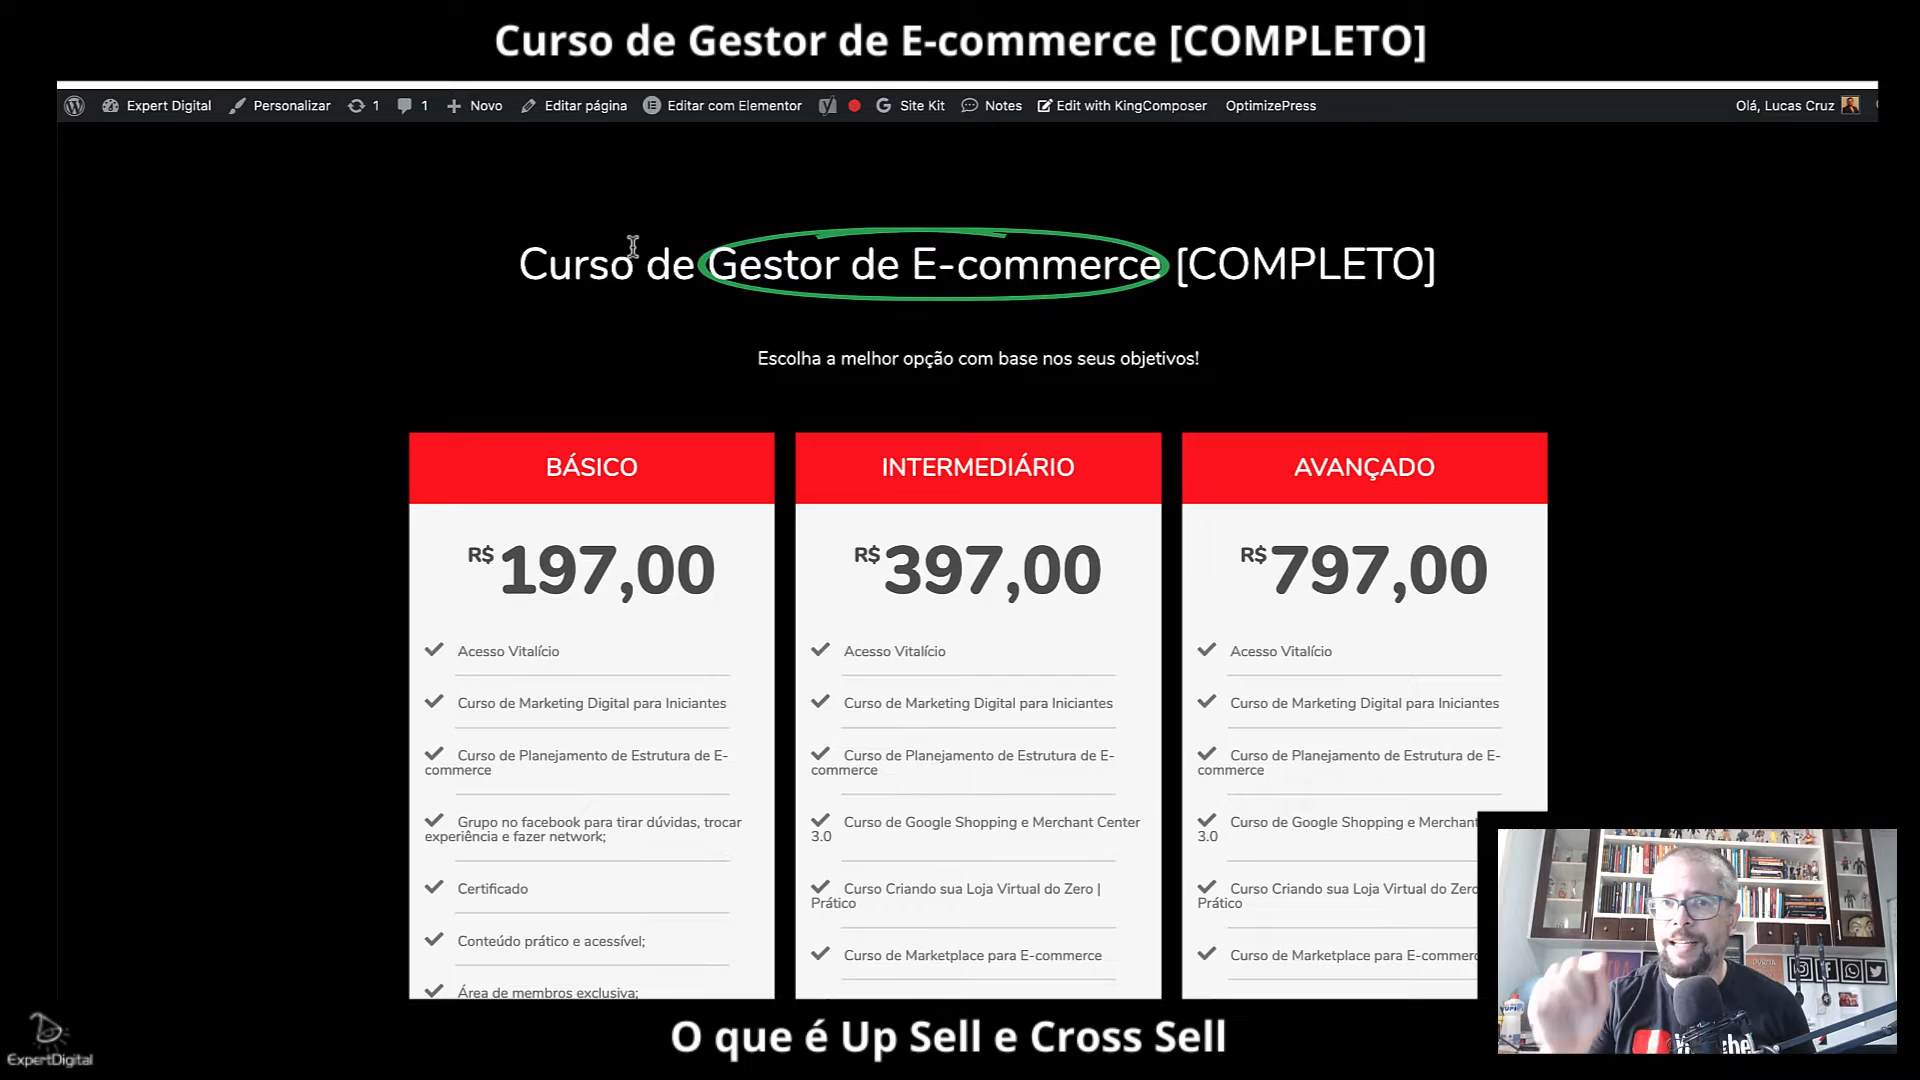 Curso de Gestor de E-commerce [COMPLETO]
Expert Digital Personalizar 1 1 Novo Editar página Editar com Elementor Site Kit Notes Edit with KingComposer OptimizePress Olá, Lucas Cruz
Curso de Gestor de E-commerce [COMPLETO]
Escolha a melhor opção com base nos seus objetivos!
BÁSICO
R$ 197,00
Acesso Vitalício
Curso de Marketing Digital para Iniciantes
Curso de Planejamento de Estrutura de E-
commerce
Grupo no facebook para tirar dúvidas, trocar
experiência e fazer network;
Certificado
Conteúdo prático e acessível;
Área de membros exclusiva;
INTERMEDIÁRIO
R$ 397,00
Acesso Vitalício
Curso de Marketing Digital para Iniciantes
Curso de Planejamento de Estrutura de E-
commerce
Curso de Google Shopping e Merchant Center
3.0
Curso Criando sua Loja Virtual do Zero |
Prático
Curso de Marketplace para E-commerce
AVANÇADO
R$ 797,00
Acesso Vitalício
Curso de Marketing Digital para Iniciantes
Curso de Planejamento de Estrutura de E-
commerce
Curso de Google Shopping e Merchant
3.0
Curso Criando sua Loja Virtual do Zero
Prático
Curso de Marketplace para E-commerc
O que é Up Sell e Cross Sell
ExpertDigital